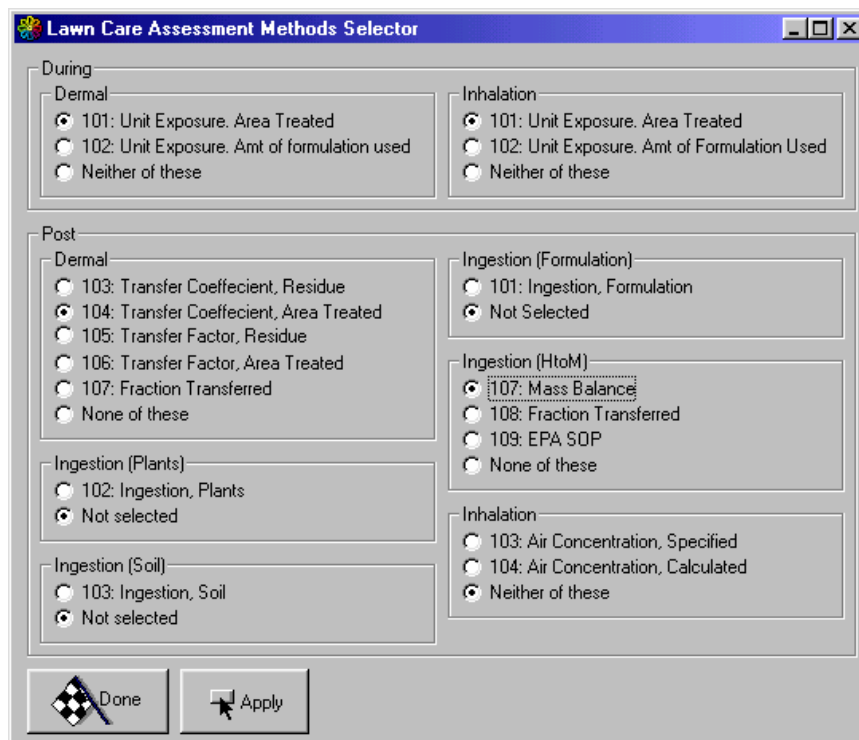 Lawn Care Assessment Methods Selector
During
Dermal
101: Unit Exposure. Area Treated
102: Unit Exposure. Amt of formulation used
Neither of these
Inhalation
101: Unit Exposure. Area Treated
102: Unit Exposure. Amt of Formulation Used
Neither of these
Post
Dermal
103: Transfer Coeffecient, Residue
104: Transfer Coeffecient, Area Treated
105: Transfer Factor, Residue
106: Transfer Factor, Area Treated
107: Fraction Transferred
None of these
Ingestion (Plants)
102: Ingestion, Plants
Not selected
Ingestion (Soil)
103: Ingestion, Soil
Not selected
Ingestion (Formulation)
101: Ingestion, Formulation
Not Selected
Ingestion (HtoM)
107: Mass Balance
108: Fraction Transferred
109: EPA SOP
None of these
Inhalation
103: Air Concentration, Specified
104: Air Concentration, Calculated
Neither of these
Done
Apply